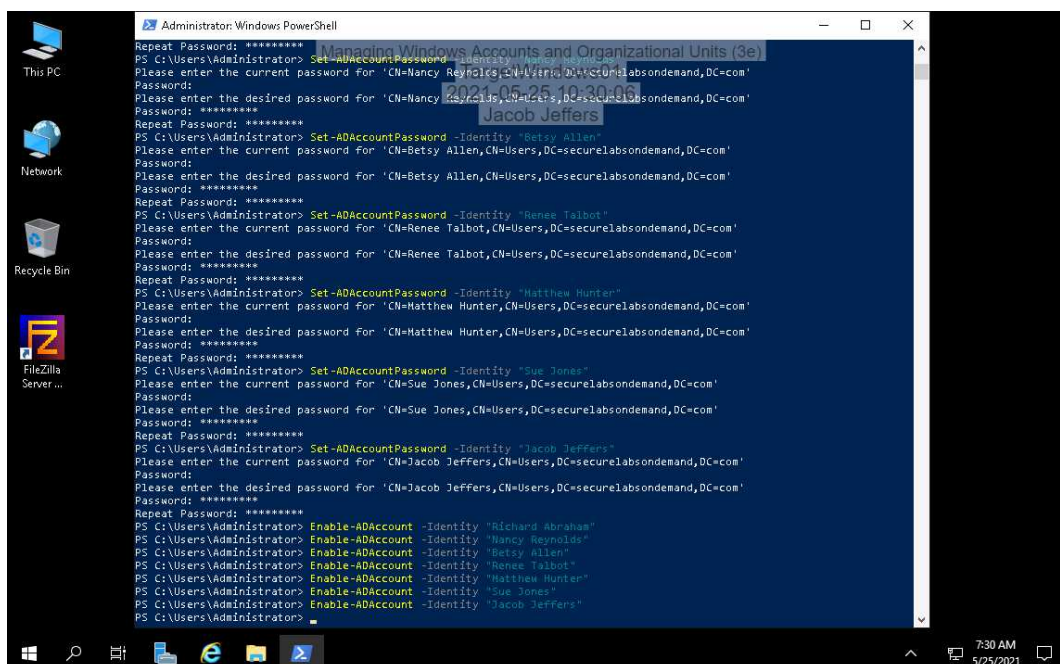 Administrator: Windows PowerShell
Managing Windows Accounts and Organizational Units (3e)
2021-05-25 10:30:06
Jacob Jeffers
Repeat Password: *********
PS C:\Users\Administrator> Set-ADAccountPassword -Identity "Nancy Reynolds"
Please enter the current password for 'CN=Nancy Reynolds,CN=Users,DC=securelabsondemand,DC=com'
Password:
Please enter the desired password for 'CN=Nancy Reynolds,CN=Users,DC=securelabsondemand,DC=com'
Password: *********
Repeat Password: *********
PS C:\Users\Administrator> Set-ADAccountPassword -Identity "Betsy Allen"
Please enter the current password for 'CN=Betsy Allen,CN=Users,DC=securelabsondemand,DC=com'
Password:
Please enter the desired password for 'CN=Betsy Allen,CN=Users,DC=securelabsondemand,DC=com'
Password: *********
Repeat Password: *********
PS C:\Users\Administrator> Set-ADAccountPassword -Identity "Renee Talbot"
Please enter the current password for 'CN=Renee Talbot,CN=Users,DC=securelabsondemand,DC=com'
Password:
Please enter the desired password for 'CN=Renee Talbot,CN=Users,DC=securelabsondemand,DC=com'
Password: *********
Repeat Password: *********
PS C:\Users\Administrator> Set-ADAccountPassword -Identity "Matthew Hunter"
Please enter the current password for 'CN=Matthew Hunter,CN=Users,DC=securelabsondemand,DC=com'
Password:
Please enter the desired password for 'CN=Matthew Hunter,CN=Users,DC=securelabsondemand,DC=com'
Password: *********
Repeat Password: *********
PS C:\Users\Administrator> Set-ADAccountPassword -Identity "Sue Jones"
Please enter the current password for 'CN=Sue Jones,CN=Users,DC=securelabsondemand,DC=com'
Password:
Please enter the desired password for 'CN=Sue Jones,CN=Users,DC=securelabsondemand,DC=com'
Password: *********
Repeat Password: *********
PS C:\Users\Administrator> Set-ADAccountPassword -Identity "Jacob Jeffers"
Please enter the current password for 'CN=Jacob Jeffers,CN=Users,DC=securelabsondemand,DC=com'
Password:
Please enter the desired password for 'CN=Jacob Jeffers,CN=Users,DC=securelabsondemand,DC=com'
Password: *********
Repeat Password: *********
PS C:\Users\Administrator> Enable-ADAccount -Identity "Richard Abraham"
PS C:\Users\Administrator> Enable-ADAccount -Identity "Nancy Reynolds"
PS C:\Users\Administrator> Enable-ADAccount -Identity "Betsy Allen"
PS C:\Users\Administrator> Enable-ADAccount -Identity "Renee Talbot"
PS C:\Users\Administrator> Enable-ADAccount -Identity "Matthew Hunter"
PS C:\Users\Administrator> Enable-ADAccount -Identity "Sue Jones"
PS C:\Users\Administrator> Enable-ADAccount -Identity "Jacob Jeffers"
PS C:\Users\Administrator>
This PC
Network
Recycle Bin
FileZilla
Server ...
7:30 AM
5/25/2021